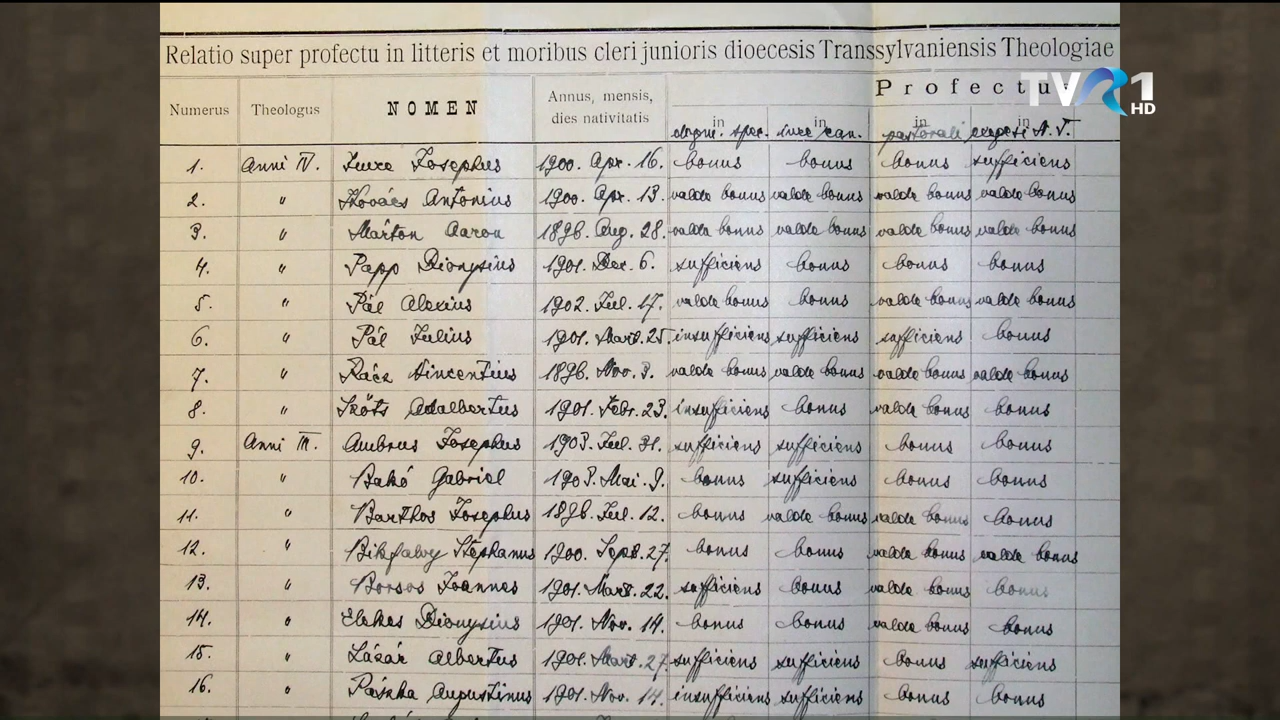 Relatio super profectu in litteris et moribus cleri junioris dioecesis Transsylvaniensis Theologiae
TVR1 HD
Numerus Theologus NOMEN Annus, mensis, dies nativitatis Profectus
in in in in
dogm. spec. iure can. pastorali exegesi N. T.
1. Anni IV. Imre Josephus 1900. Apr. 16. bonus bonus bonus sufficiens
2. " Kovács Antonius 1900. Apr. 13. valde bonus valde bonus valde bonus valde bonus
3. " Márton Aaron 1896. Aug. 28. valde bonus valde bonus valde bonus valde bonus
4. " Papp Dionysius 1901. Dec. 6. sufficiens bonus bonus bonus
5. " Pál Alexius 1902. Jul. 17. valde bonus bonus valde bonus valde bonus
6. " Pál Julius 1901. Mart. 25. insufficiens sufficiens sufficiens bonus
7. " Rácz Vincentius 1896. Nov. 3. valde bonus valde bonus valde bonus valde bonus
8. " Adalbertus 1901. Febr. 23. insufficiens bonus valde bonus bonus
9. Anni III. Ambrus Josephus 1903. Jul. 31. sufficiens sufficiens bonus bonus
10. " Bakó Gabriel 1903. Mai. 9. bonus sufficiens bonus bonus
11. " Barthos Josephus 1896. Jul. 12. bonus valde bonus valde bonus bonus
12. " Bikfalvy Stephanus 1900. Sept. 27. bonus bonus valde bonus valde bonus
13. " Borsos Joannes 1901. Mart. 22. sufficiens bonus valde bonus bonus
14. " Elekes Dionysius 1901. Nov. 14. bonus bonus valde bonus bonus
15. " Lázár Albertus 1901. Mart. 27. sufficiens sufficiens bonus sufficiens
16. " Páska Augustinus 1901. Nov. 14. insufficiens sufficiens bonus bonus